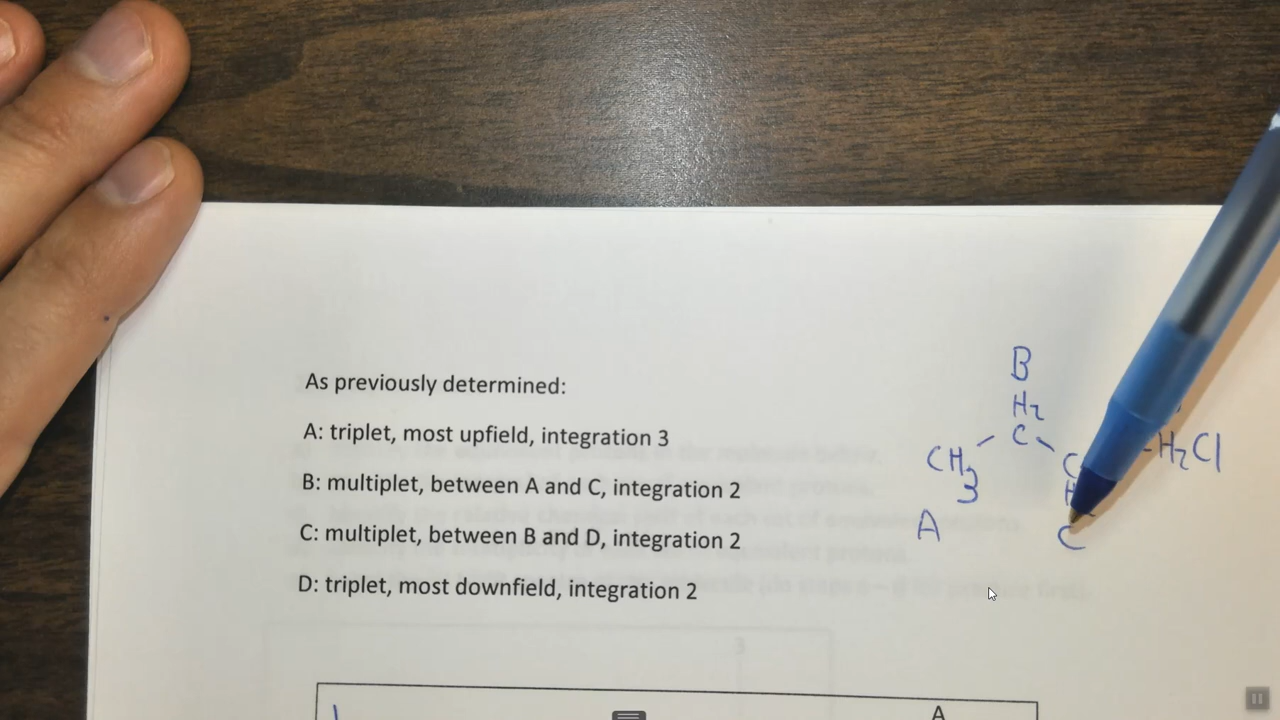 As previously determined:
A: triplet, most upfield, integration 3
B: multiplet, between A and C, integration 2
C: multiplet, between B and D, integration 2
D: triplet, most downfield, integration 2
B
H2
C
CH3
C
H2Cl
A
C
3
A